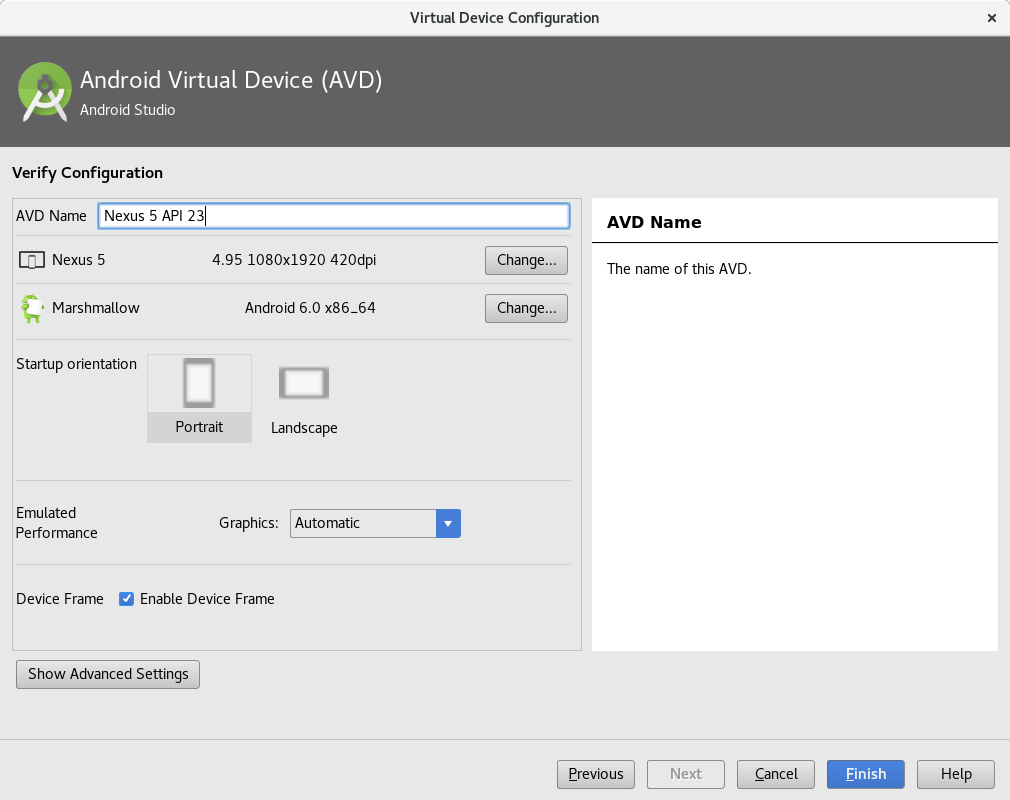 Virtual Device Configuration
Android Virtual Device (AVD)
Android Studio
Verify Configuration
AVD Name Nexus 5 API 23
Nexus 5 4.95 1080x1920 420dpi Change...
Marshmallow Android 6.0 x86_64 Change...
Startup orientation
Portrait Landscape
Emulated
Performance
Graphics: Automatic
Device Frame Enable Device Frame
Show Advanced Settings
AVD Name
The name of this AVD.
Previous Next Cancel Finish Help